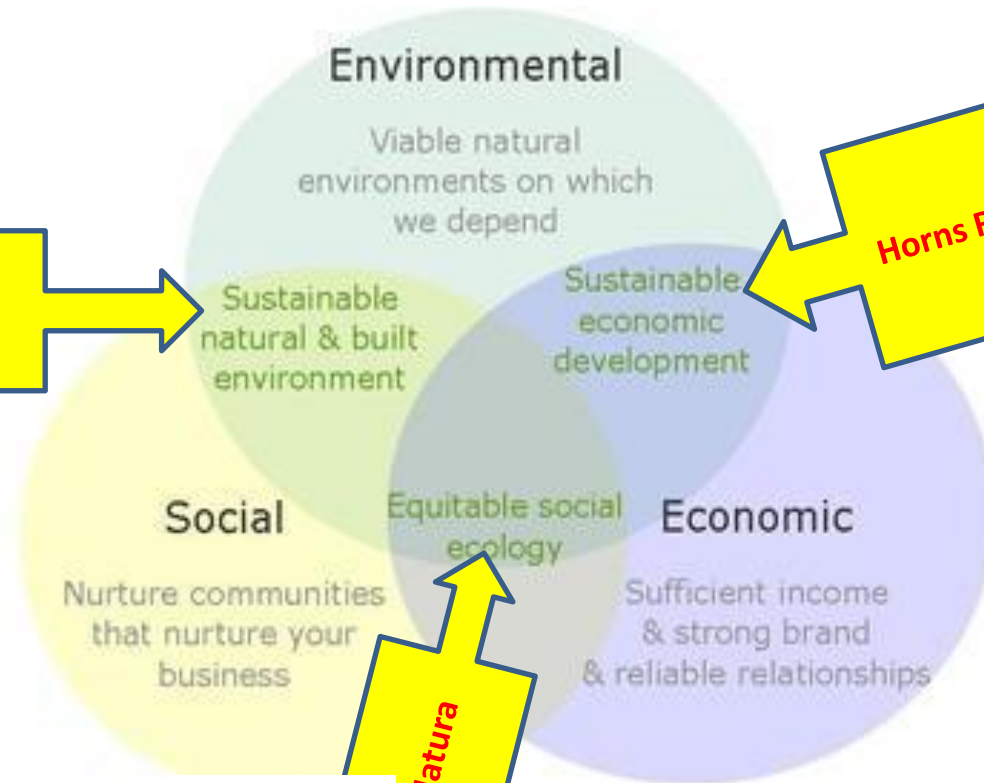 Environmental
Viable natural
environments on which
we depend
Horns
Sustainable
natural & built
environment
Sustainable
economic
development
Social
Equitable social
ecology
Economic
Nurture communities
that nurture your
business
Sufficient income
& strong brand
& reliable relationships